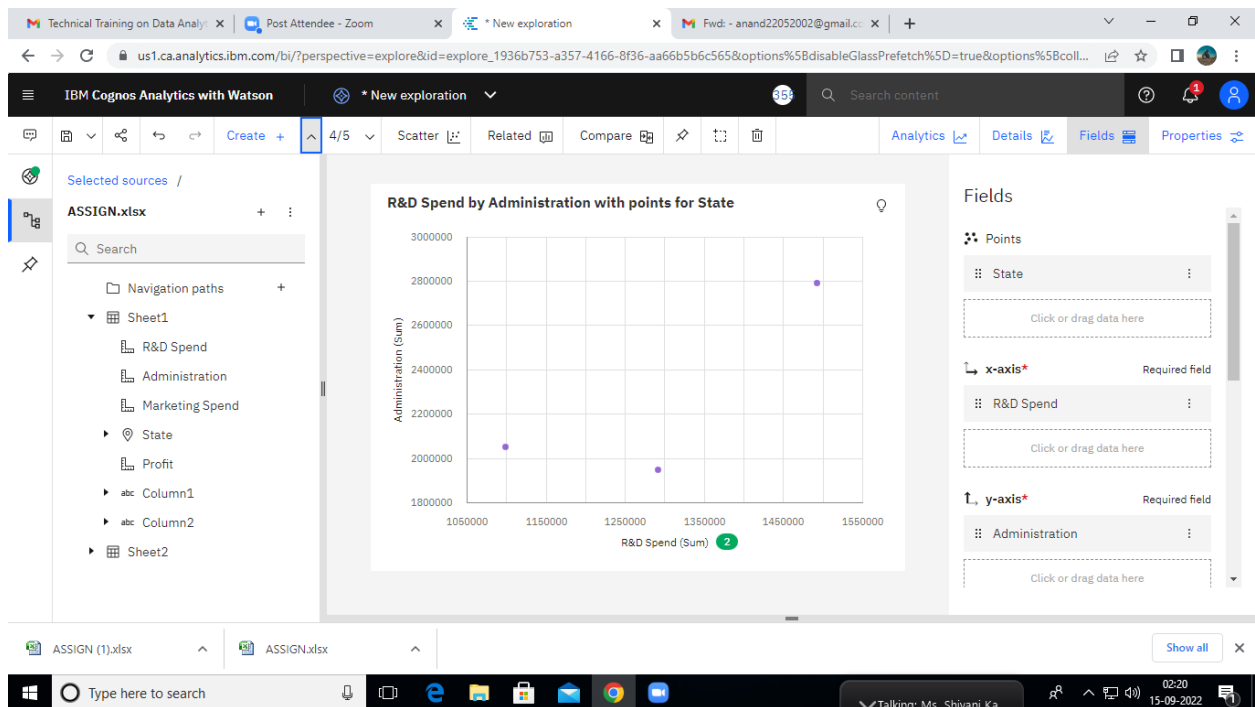 Technical Training on Data Analyt
Post Attendee - Zoom
* New exploration
Fwd: - anand22052002@gmail.cc
us1.ca.analytics.ibm.com/bi/?perspective=explore&id=explore_1936b753-a357-4166-8f36-aa66b5b6c565&options%5BdisableGlassPrefetch%5D=true&options%5Bcoll...
IBM Cognos Analytics with Watson
* New exploration
355
Search content
1
Create +
4/5
Scatter
Related
Compare
Analytics
Details
Fields
Properties
Selected sources /
ASSIGN.xlsx
Search
Navigation paths
Sheet1
R&D Spend
Administration
Marketing Spend
State
Profit
abc Column1
abc Column2
Sheet2
R&D Spend by Administration with points for State
Administration (Sum)
3000000
2800000
2600000
2400000
2200000
2000000
1800000
1050000 1150000 1250000 1350000 1450000 1550000
R&D Spend (Sum) 2
Fields
Points
State
Click or drag data here
x-axis* Required field
R&D Spend
Click or drag data here
y-axis* Required field
Administration
Click or drag data here
ASSIGN (1).xlsx
ASSIGN.xlsx
Show all
Type here to search
Talking: Ms. Shivani Ka
02:20
15-09-2022
1